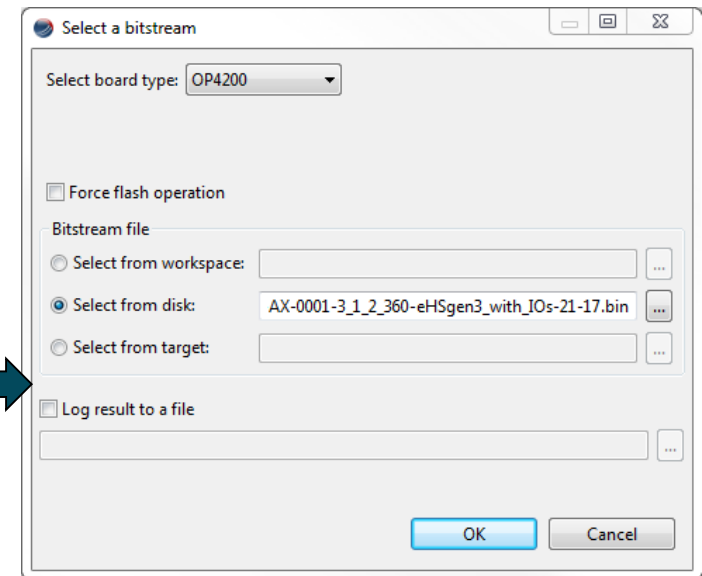 Select a bitstream
Select board type: OP4200
Force flash operation
Bitstream file
Select from workspace:
...
Select from disk: AX-0001-3_1_2_360-eHSgen3_with_IOs-21-17.bin ...
Select from target:
...
Log result to a file
...
OK Cancel